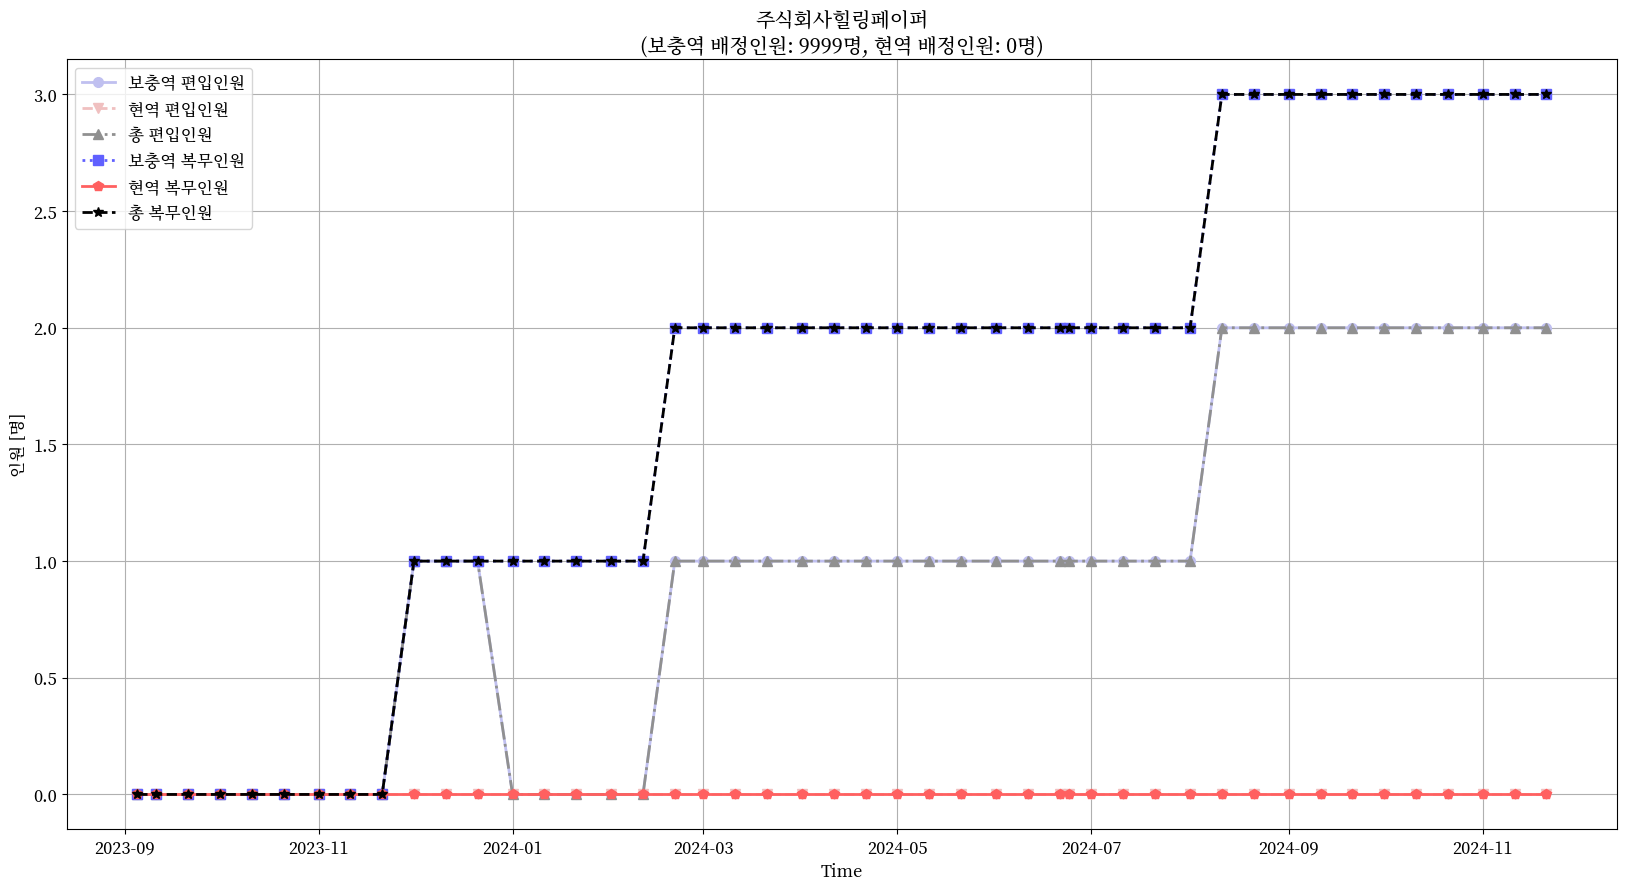 주식회사힐링페이퍼
(보충역 배정인원: 9999명, 현역 배정인원: 0명)
보충역 편입인원
현역 편입인원
총 편입인원
보충역 복무인원
현역 복무인원
총 복무인원
인원 [명]
3.0
2.5
2.0
1.5
1.0
0.5
0.0
2023-09 2023-11 2024-01 2024-03 2024-05 2024-07 2024-09 2024-11
Time